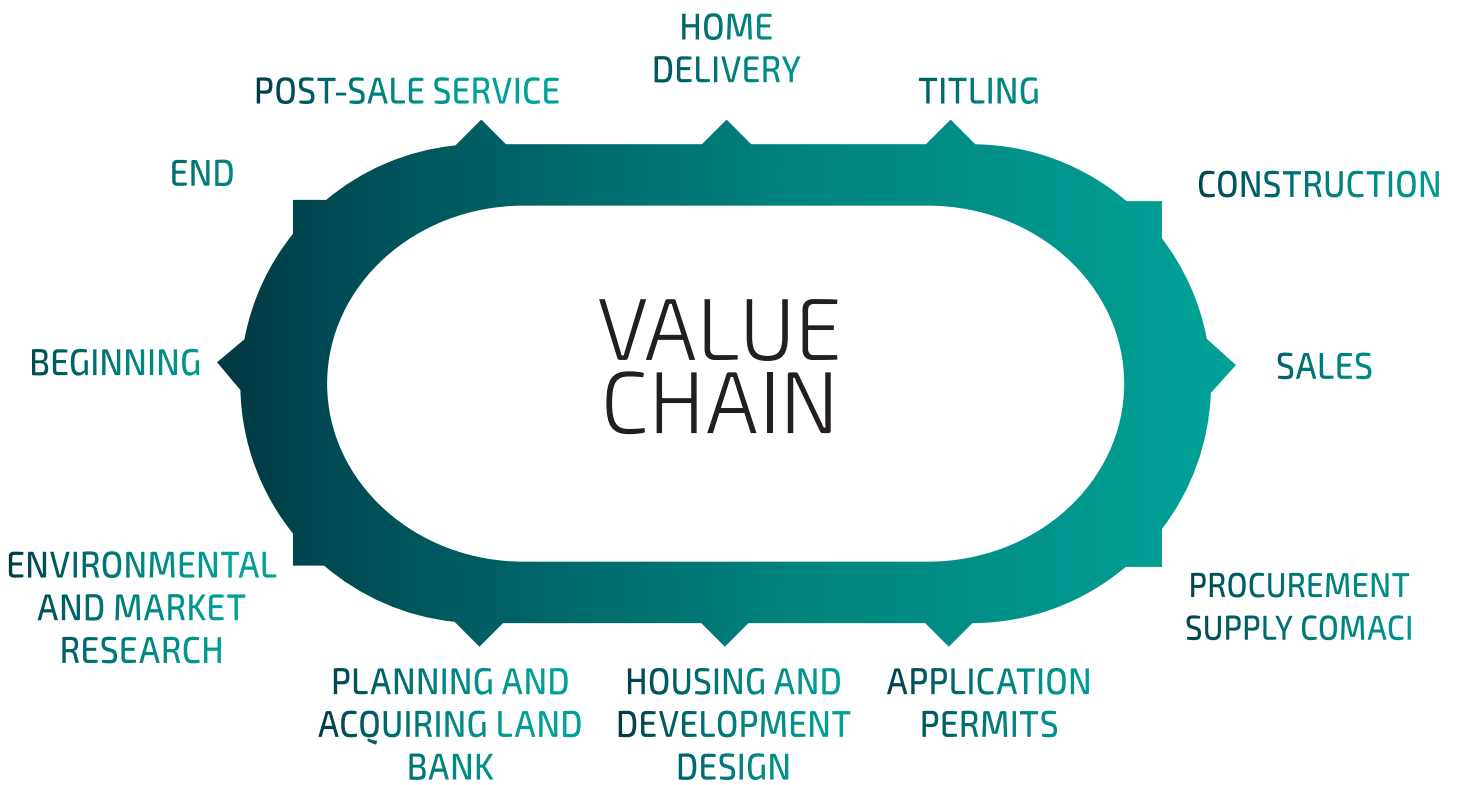 HOME
DELIVERY
POST-SALE SERVICE
TITLING
END
CONSTRUCTION
VALUE
CHAIN
BEGINNING
SALES
ENVIRONMENTAL
AND MARKET
RESEARCH
PROCUREMENT
SUPPLY COMACI
PLANNING AND
ACQUIRING LAND
BANK
HOUSING AND
DEVELOPMENT
DESIGN
APPLICATION
PERMITS